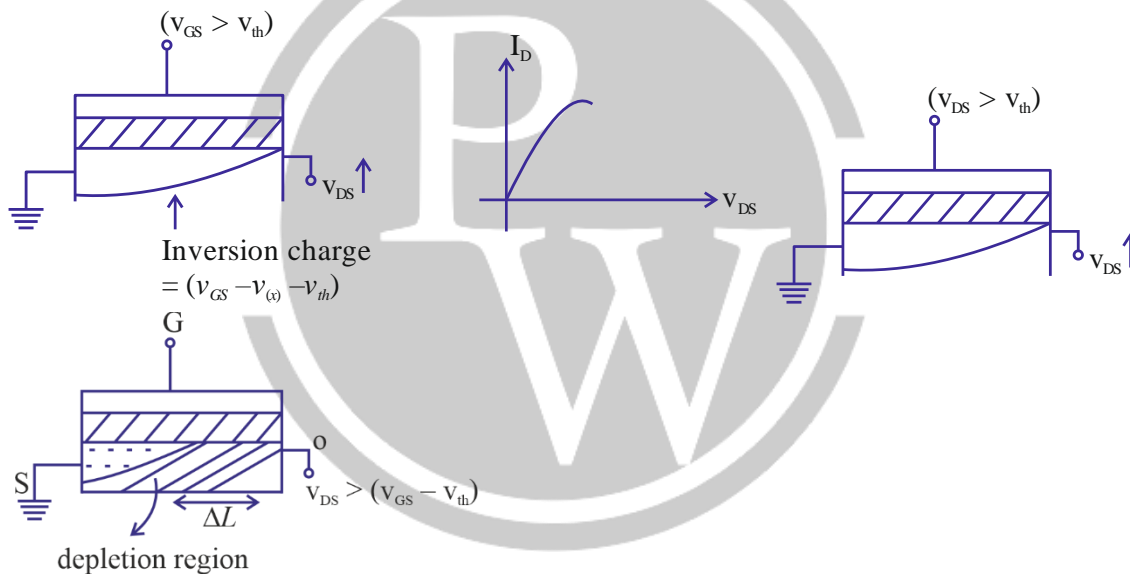 (v_GS > v_th)
I_D
(v_DS > v_th)
v_DS
v_DS
v_DS
Inversion charge
= (v_GS – v_(x) – v_th)
G
o
S
v_DS > (v_GS – v_th)
ΔL
depletion region
PW